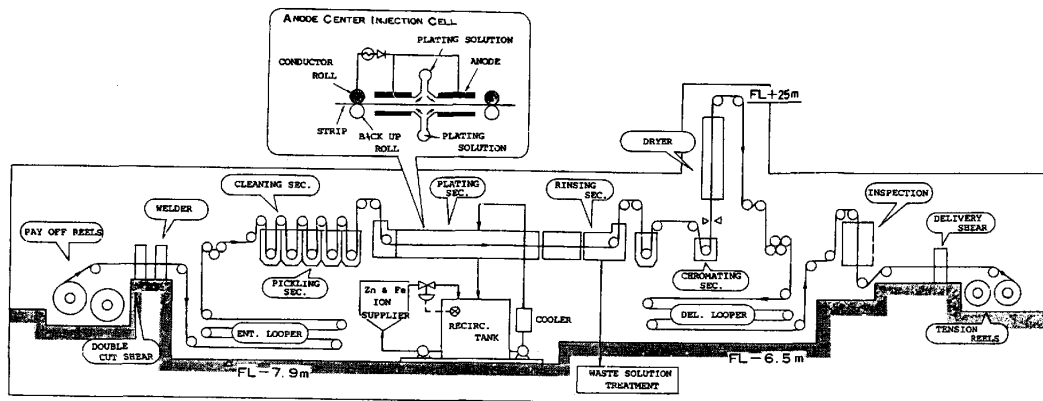 ANODE CENTER INJECTION CELL
PLATING SOLUTION
CONDUCTOR
ROLL
ANODE
STRIP
BACK UP
ROLL
PLATING
SOLUTION
FL+25m
DRYER
CLEANING SEC.
PLATING
SEC.
RINSING
SEC.
INSPECTION
WELDER
DELIVERY
SHEAR
PAY OFF REELS
PICKLING
SEC.
CHROMATING
SEC.
Zn & Fe
ION
SUPPLIER
RECIRC.
TANK
COOLER
ENT. LOOPER
DEL. LOOPER
DOUBLE
CUT SHEAR
TENSION
REELS
FL-7.9m
FL-6.5m
WASTE SOLUTION
TREATMENT